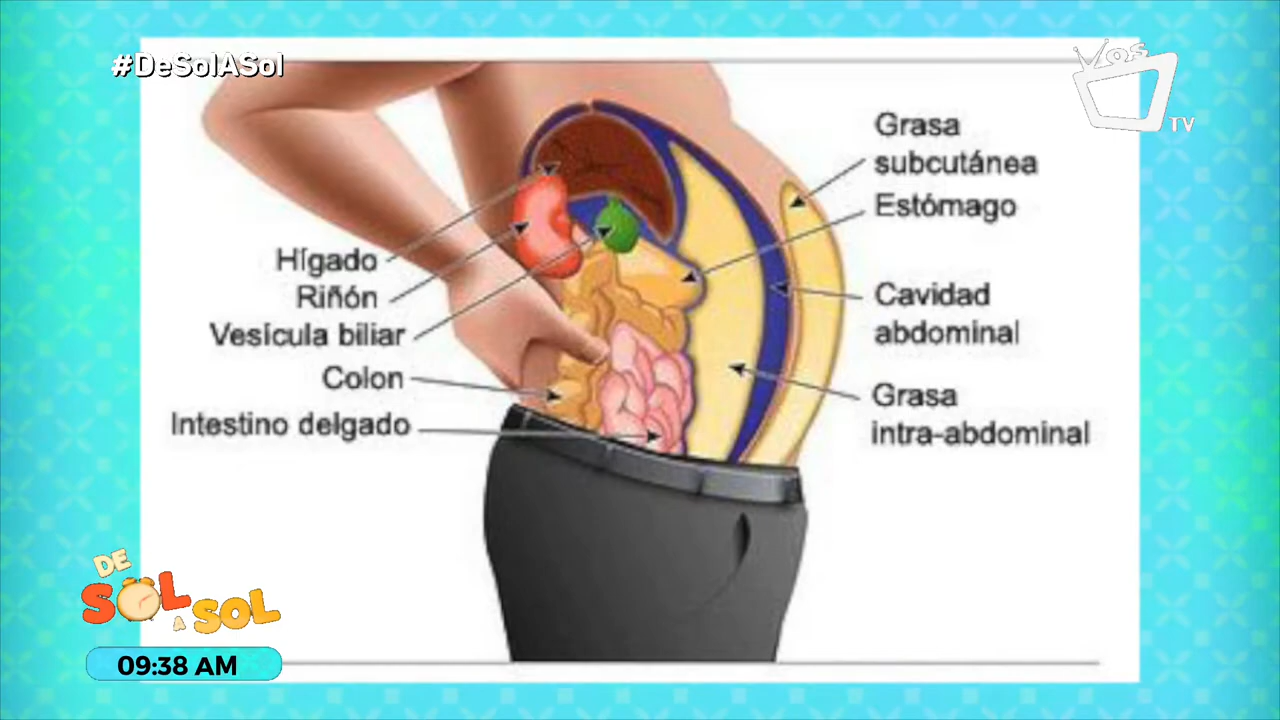 #DeSolASol
VOS
TV
Grasa
subcutánea
Estómago
Hígado
Riñón
Vesícula biliar
Colon
Intestino delgado
Cavidad
abdominal
Grasa
intra-abdominal
DE
SOL
A SOL
09:38 AM